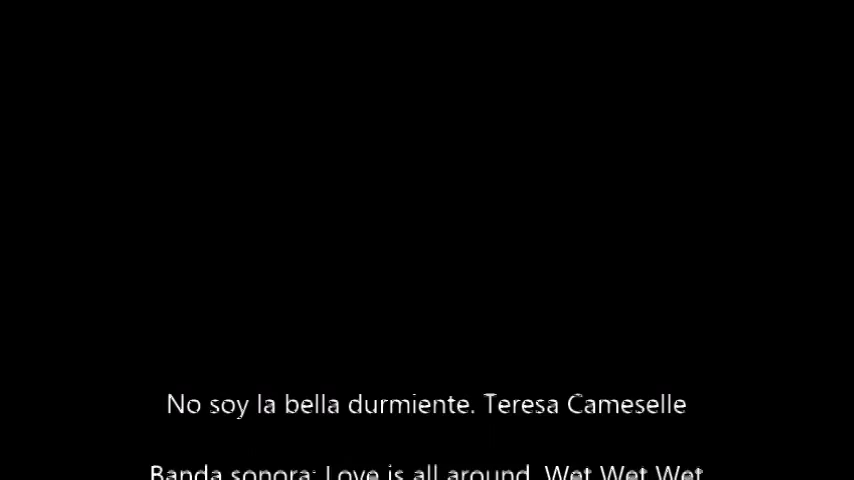 No soy la bella durmiente. Teresa Cameselle
Banda sonora: Love is all around. Wet Wet Wet